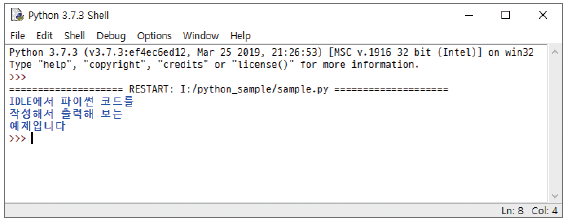 Python 3.7.3 Shell
File Edit Shell Debug Options Window Help
Python 3.7.3 (v3.7.3:ef4ec6ed12, Mar 25 2019, 21:26:53) [MSC v.1916 32 bit (Intel)] on win32
Type "help", "copyright", "credits" or "license()" for more information.
>>>
==================== RESTART: I:/python_sample/sample.py ====================
IDLE에서 파이썬 코드를
작성해서 출력해 보는
예제입니다
>>>
Ln: 8 Col: 4